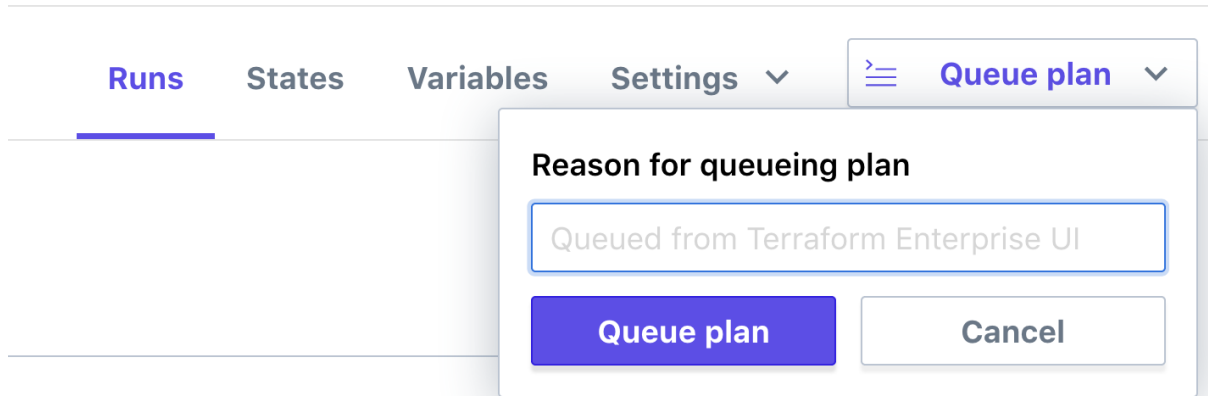 Runs States Variables Settings Queue plan
Reason for queueing plan
Queued from Terraform Enterprise UI
Queue plan Cancel